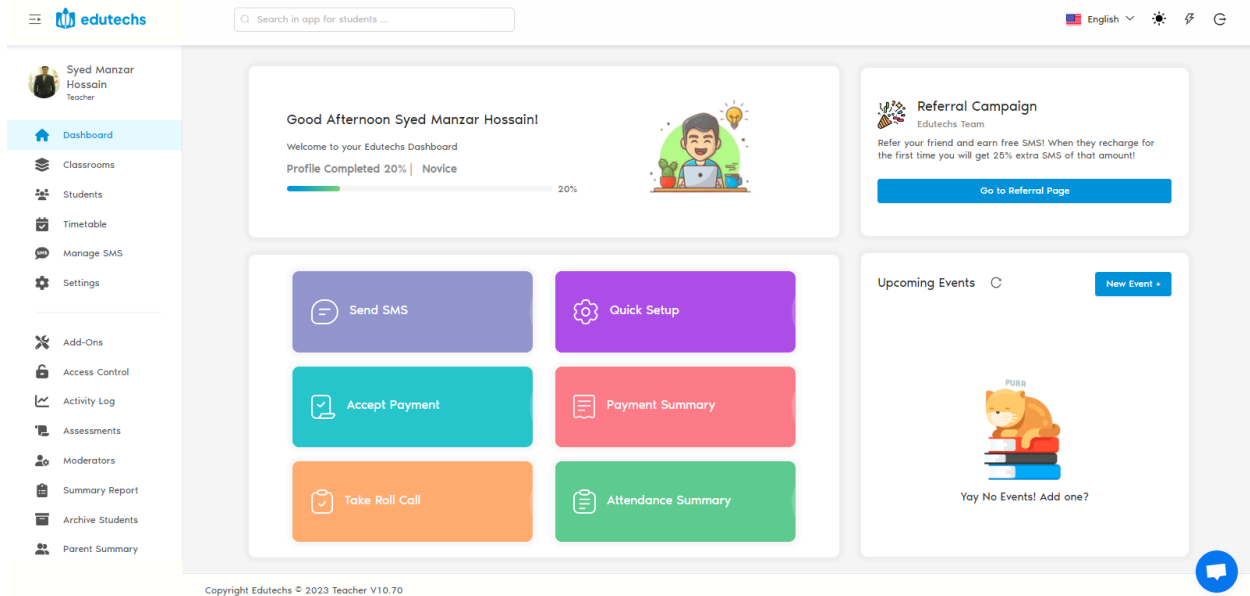 edutechs
Search in app for students ...
English
Syed Manzar
Hossain
Teacher
Dashboard
Classrooms
Students
Timetable
SMS
Manage SMS
Settings
Add-Ons
Access Control
Activity Log
Assessments
Moderators
Summary Report
Archive Students
Parent Summary
Good Afternoon Syed Manzar Hossain!
Welcome to your Edutechs Dashboard
Profile Completed 20% | Novice
20%
Referral Campaign
Edutechs Team
Refer your friend and earn free SMS! When they recharge for
the first time you will get 25% extra SMS of that amount!
Go to Referral Page
Send SMS
Quick Setup
Accept Payment
Payment Summary
Take Roll Call
Attendance Summary
Upcoming Events
New Event +
PURR
Yay No Events! Add one?
Copyright Edutechs © 2023 Teacher V10.70